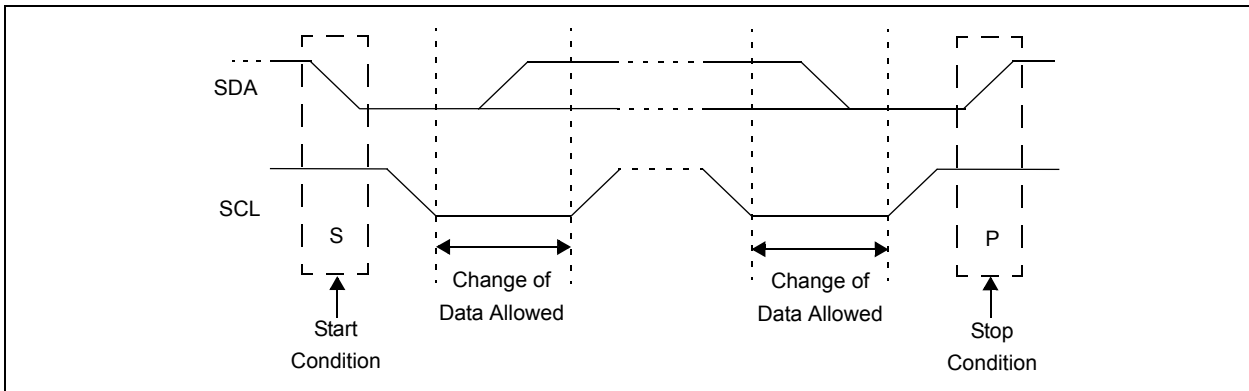 SDA
SCL
S
P
Change of
Data Allowed
Change of
Data Allowed
Start
Condition
Stop
Condition